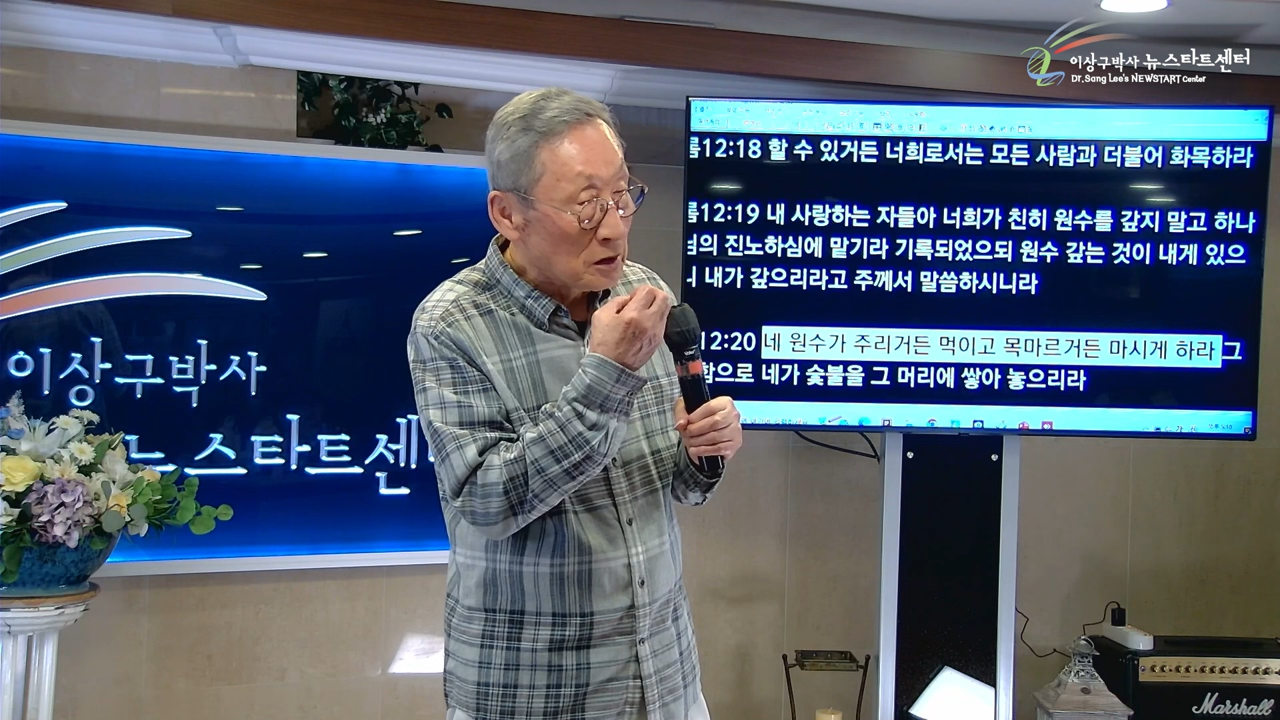 이상구박사 뉴스타트센터
Dr.Sang Lee's NEWSTART Center
롬12:18 할 수 있거든 너희로서는 모든 사람과 더불어 화목하라
롬12:19 내 사랑하는 자들아 너희가 친히 원수를 갚지 말고 하나
님의 진노하심에 맡기라 기록되었으되 원수 갚는 것이 내게 있으
니 내가 갚으리라고 주께서 말씀하시니라
12:20 네 원수가 주리거든 먹이고 목마르거든 마시게 하라 그
함으로 네가 숯불을 그 머리에 쌓아 놓으리라
이상구박사
뉴스타트센
Marshall